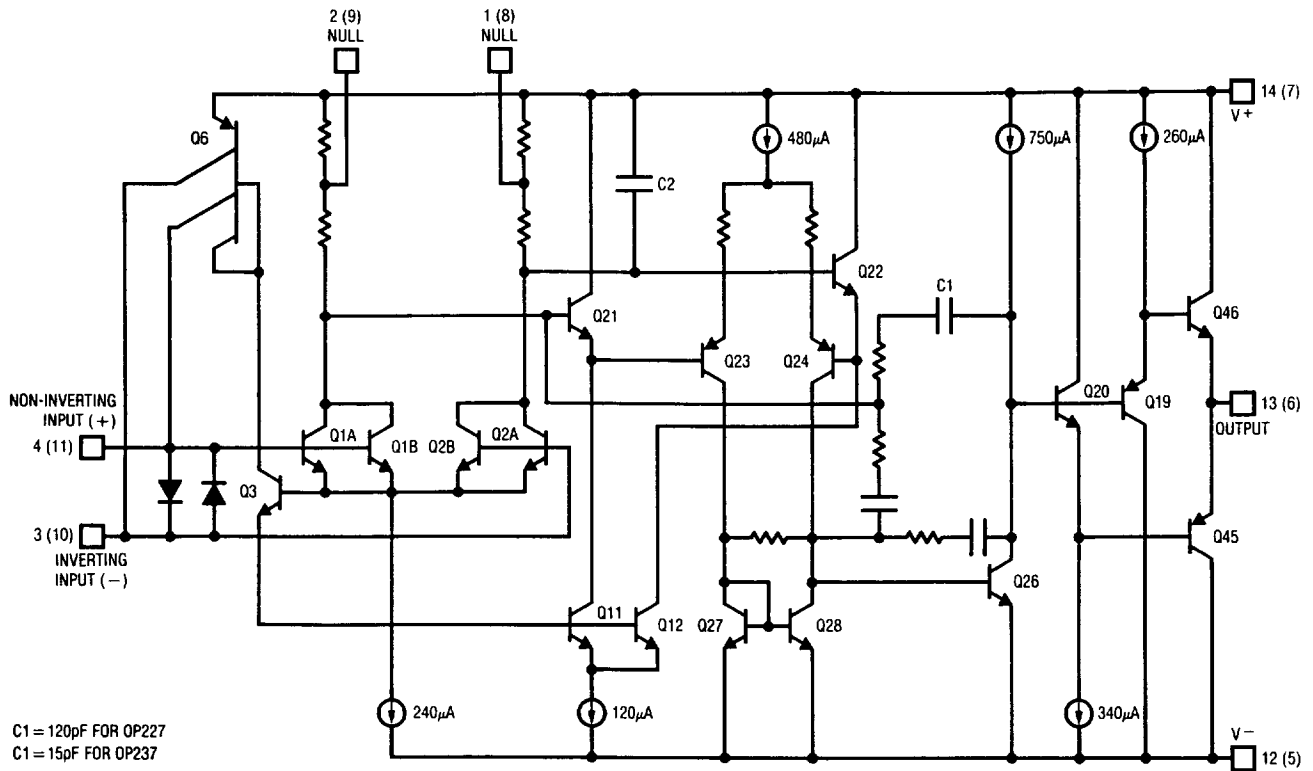 2 (9)
NULL
1 (8)
NULL
14 (7)
V+
Q6
480μA
750μA
260μA
C2
Q22
C1
Q21
Q46
Q23
Q24
Q20
Q19
13 (6)
OUTPUT
NON-INVERTING
INPUT (+)
4 (11)
Q1A
Q1B
Q2B
Q2A
Q3
3 (10)
INVERTING
INPUT (−)
Q45
Q26
Q11
Q12
Q27
Q28
240μA
120μA
340μA
C1 = 120pF FOR OP227
C1 = 15pF FOR OP237
V−
12 (5)